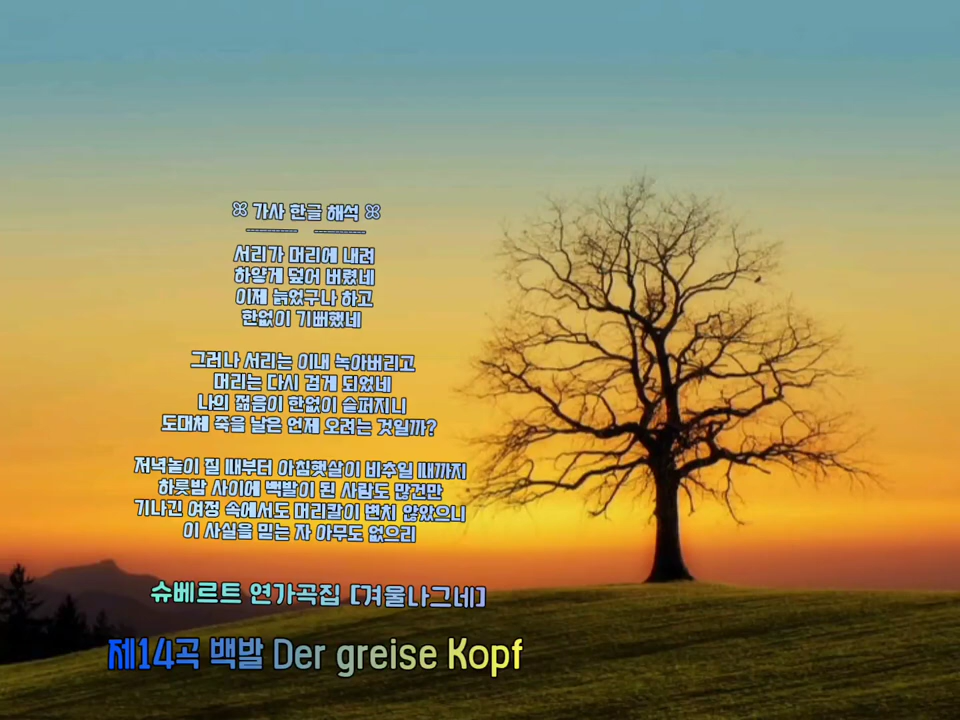 ꕤ 가사 한글 해석 ꕤ
서리가 머리에 내려
하얗게 덮어 버렸네
이제 늙었구나 하고
한없이 기뻐했네
그러나 서리는 이내 녹아버리고
머리는 다시 검게 되었네
나의 젊음이 한없이 슬퍼지니
도대체 죽을 날은 언제 오려는 것일까?
저녁놀이 질 때부터 아침햇살이 비추일 때까지
하룻밤 사이에 백발이 된 사람도 많건만
기나긴 여정 속에서도 머리칼이 변치 않았으니
이 사실을 믿는 자 아무도 없으리
슈베르트 연가곡집 [겨울나그네]
제14곡 백발 Der greise Kopf